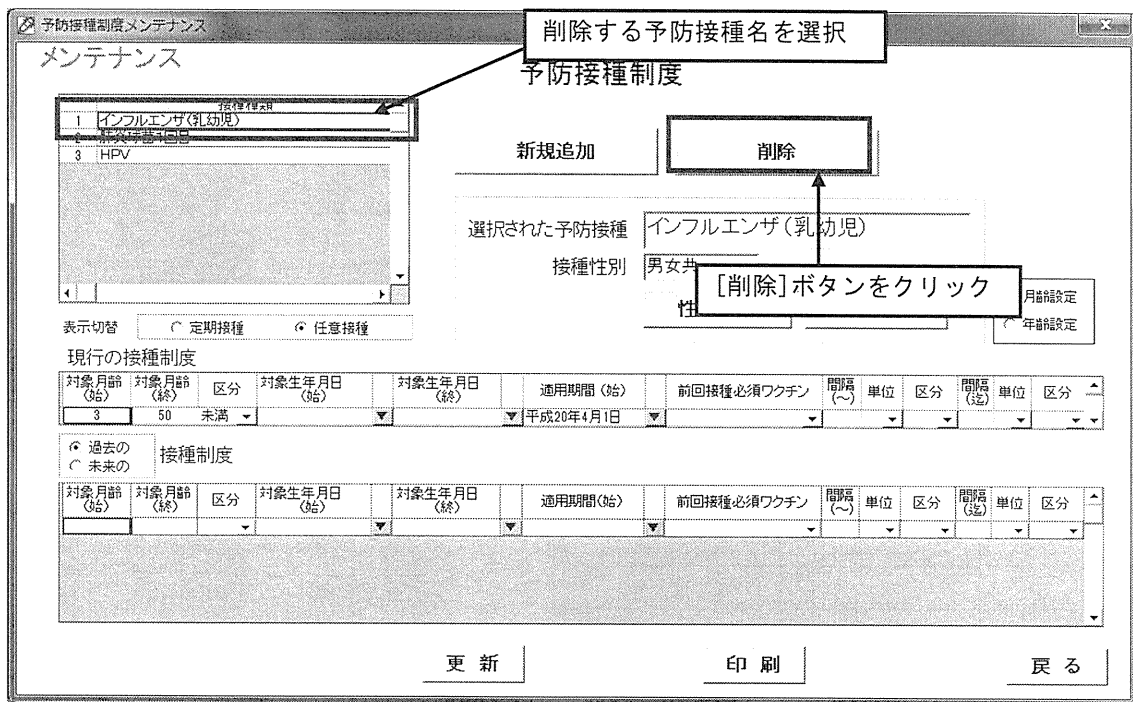 予防接種制度メンテナンス
削除する予防接種名を選択
メンテナンス
予防接種制度
接種種類
1 インフルエンザ(乳幼児)
2
3 HPV
新規追加
削除
選択された予防接種 インフルエンザ(乳幼児)
接種性別 男女共
[削除]ボタンをクリック
性
月齢設定
年齢設定
表示切替 定期接種 任意接種
現行の接種制度
対象月齢(始) 対象月齢(終) 区分 対象生年月日(始) 対象生年月日(終) 適用期間(始) 前回接種必須ワクチン 間隔(～) 単位 区分 間隔(迄) 単位 区分
3 50 未満 平成20年4月1日
過去の
未来の
接種制度
対象月齢(始) 対象月齢(終) 区分 対象生年月日(始) 対象生年月日(終) 適用期間(始) 前回接種必須ワクチン 間隔(～) 単位 区分 間隔(迄) 単位 区分
更 新
印 刷
戻 る